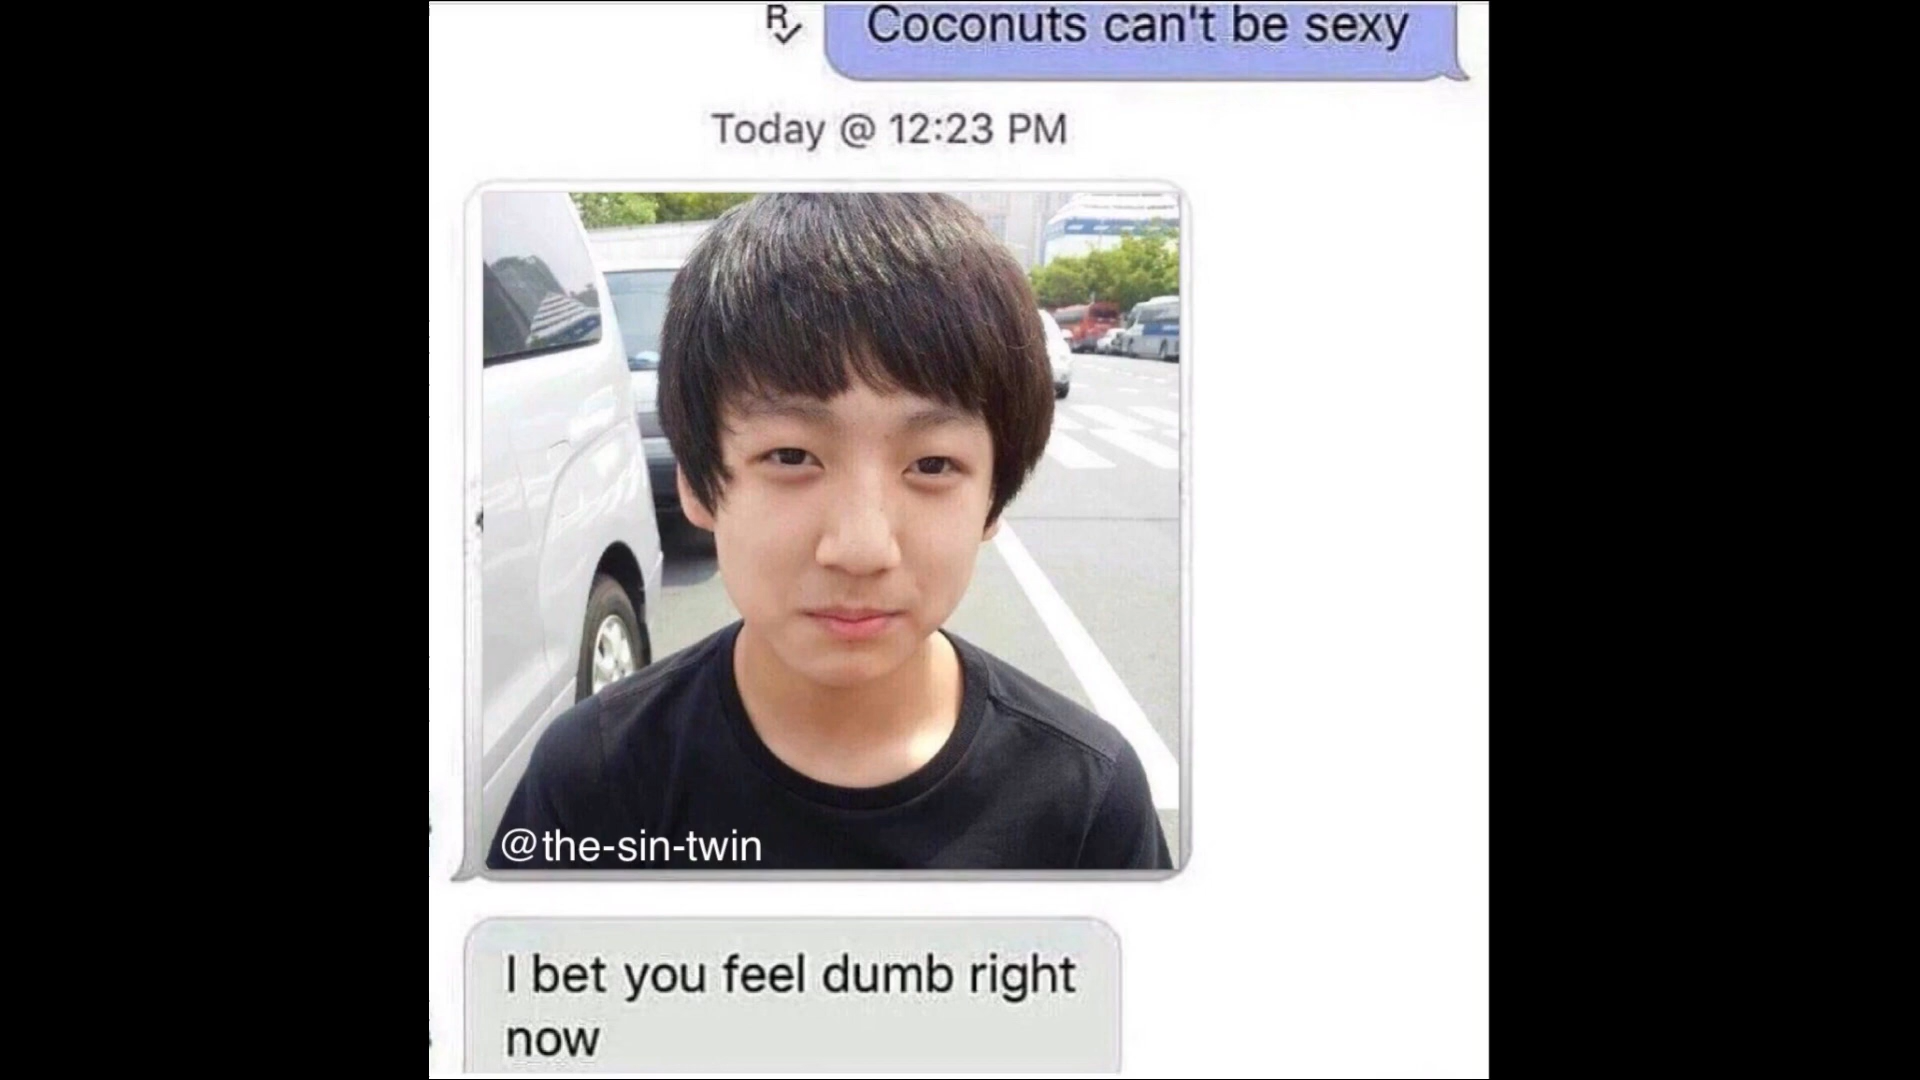 Coconuts can't be sexy
R
Today @ 12:23 PM
@the-sin-twin
I bet you feel dumb right
now